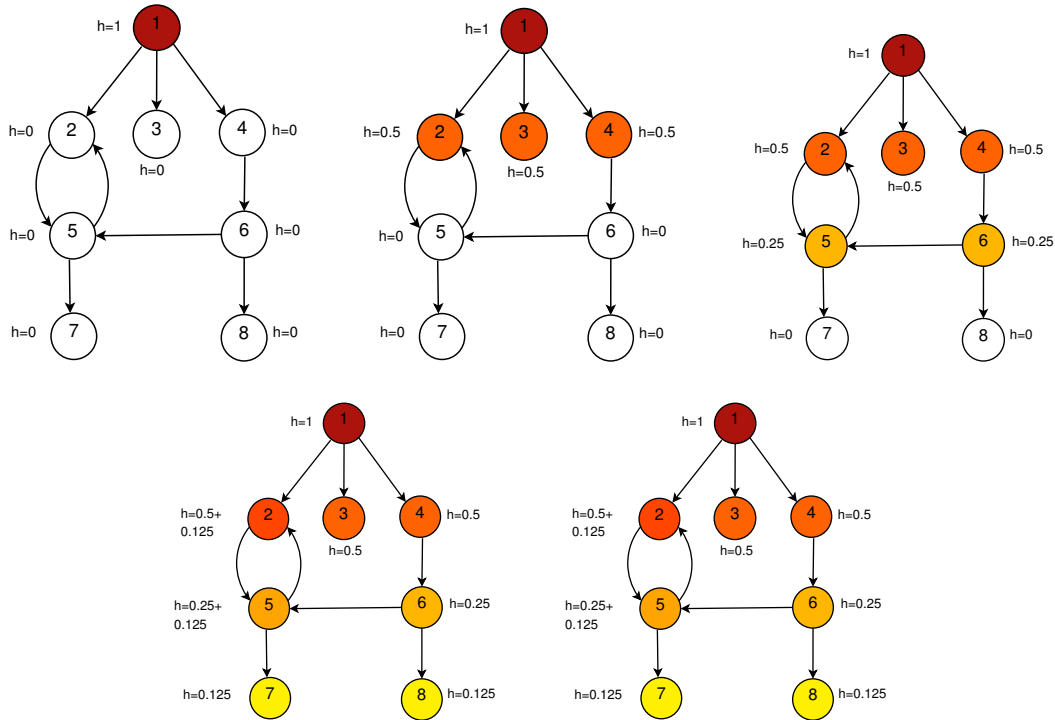 h=1 1
h=0 2 3 4 h=0
h=0
h=0 5 6 h=0
h=0 7 8 h=0
h=1 1
h=0.5 2 3 4 h=0.5
h=0.5
h=0 5 6 h=0
h=0 7 8 h=0
h=1 1
h=0.5 2 3 4 h=0.5
h=0.5
h=0.25 5 6 h=0.25
h=0 7 8 h=0
h=1 1
h=0.5+
0.125
2 3 4 h=0.5
h=0.5
h=0.25+
0.125
5 6 h=0.25
h=0.125 7 8 h=0.125
h=1 1
h=0.5+
0.125
2 3 4 h=0.5
h=0.5
h=0.25+
0.125
5 6 h=0.25
h=0.125 7 8 h=0.125